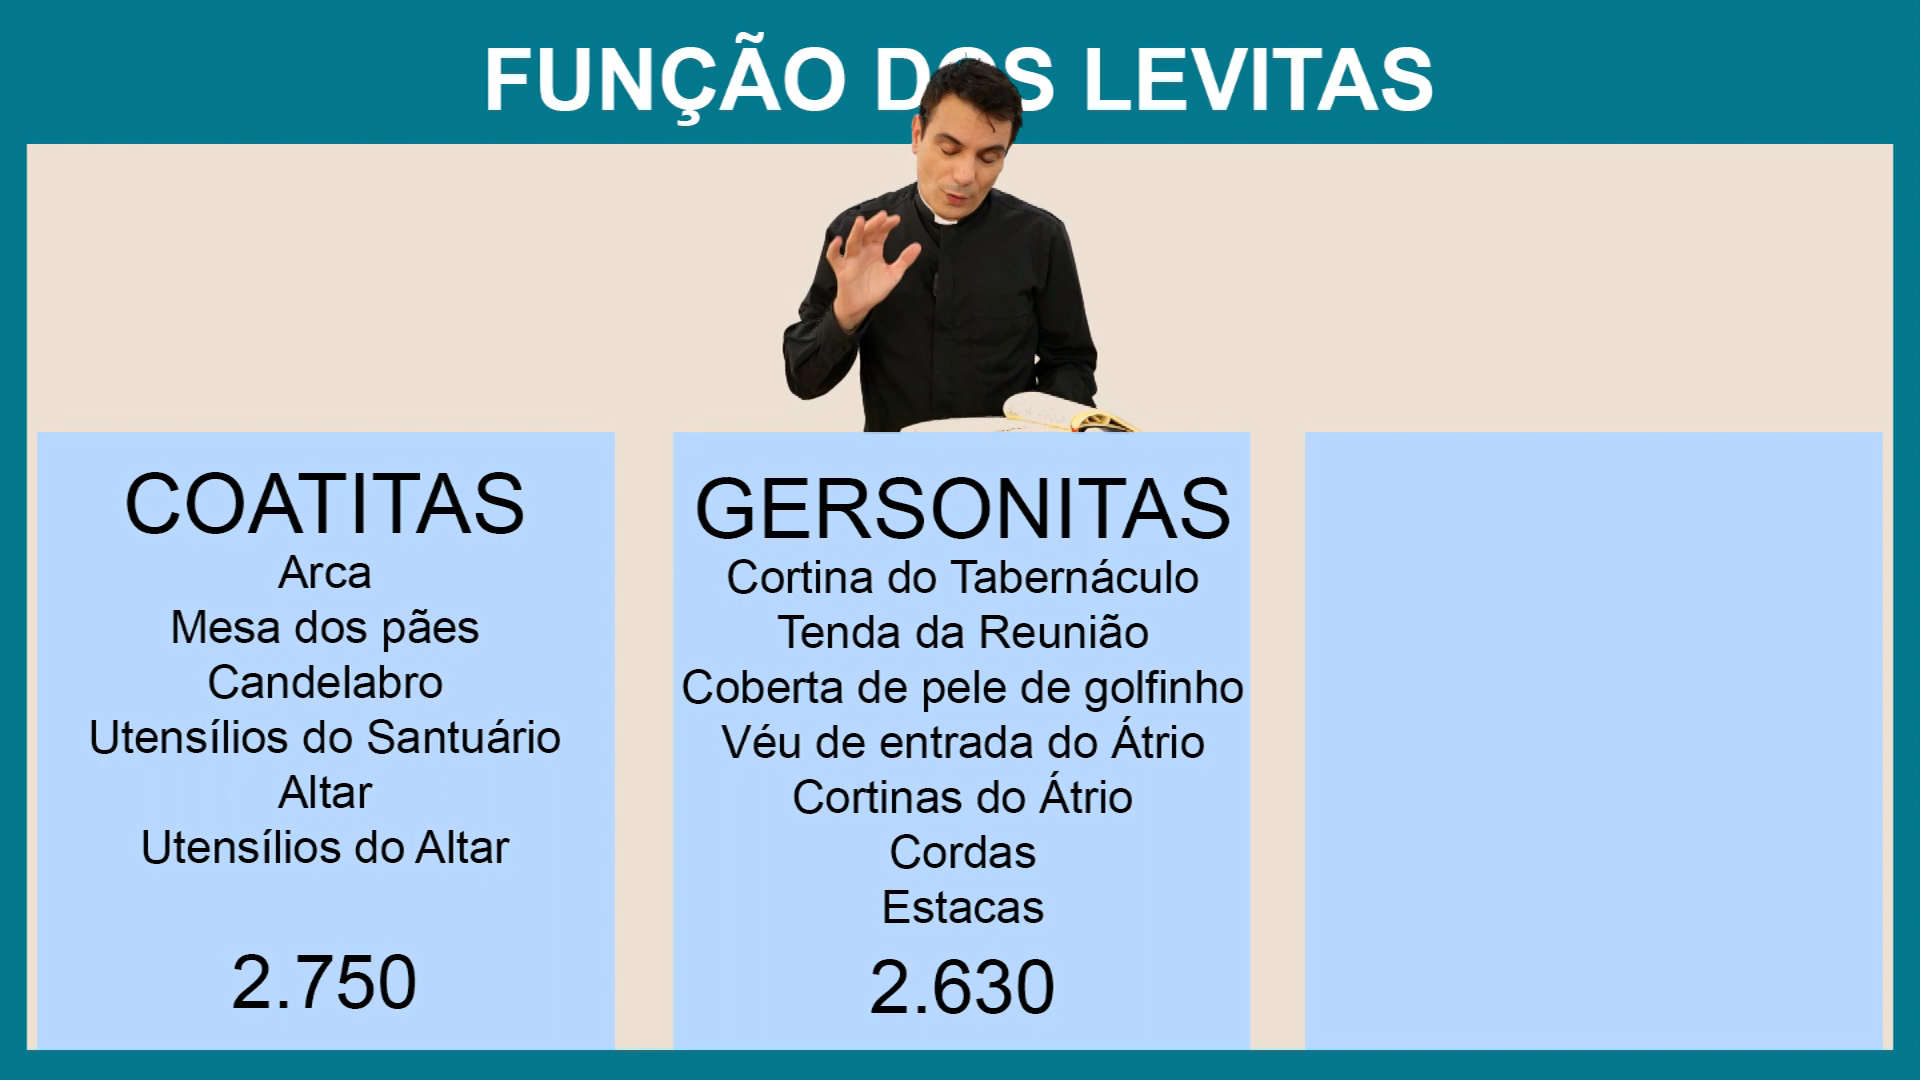 FUNÇÃO DOS LEVITAS
COATITAS
Arca
Mesa dos pães
Candelabro
Utensílios do Santuário
Altar
Utensílios do Altar
2.750
GERSONITAS
Cortina do Tabernáculo
Tenda da Reunião
Coberta de pele de golfinho
Véu de entrada do Átrio
Cortinas do Átrio
Cordas
Estacas
2.630